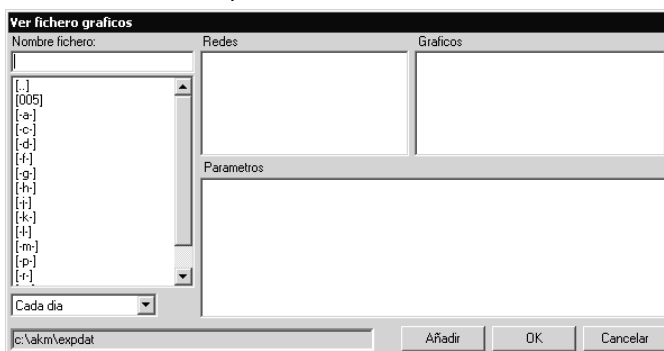 Ver fichero graficos
Nombre fichero:
Redes
Graficos
[..]
[005]
[-a-]
[-c-]
[-d-]
[-f-]
[-g-]
[-h-]
[-j-]
[-k-]
[-l-]
[-m-]
[-p-]
[-r-]
Parametros
Cada dia
c:\akm\expdat
Añadir
OK
Cancelar